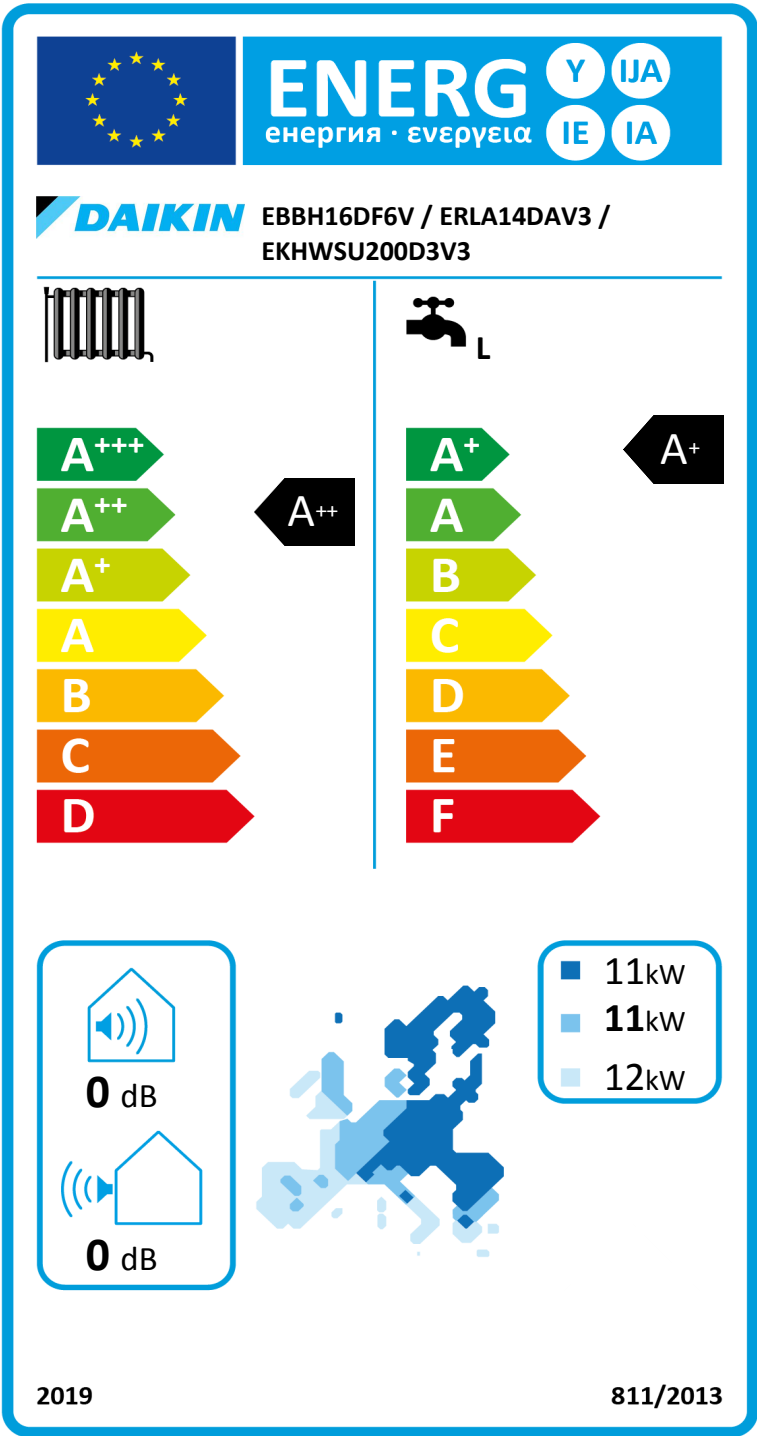 ENERG
енергия · ενεργεια
Y IJA
IE IA
DAIKIN
EBBH16DF6V / ERLA14DAV3 /
EKHWSU200D3V3
L
A+++
A++
A+
A
B
C
D
A++
A+
A
B
C
D
E
F
A+
0 dB
0 dB
11kW
11kW
12kW
2019
811/2013